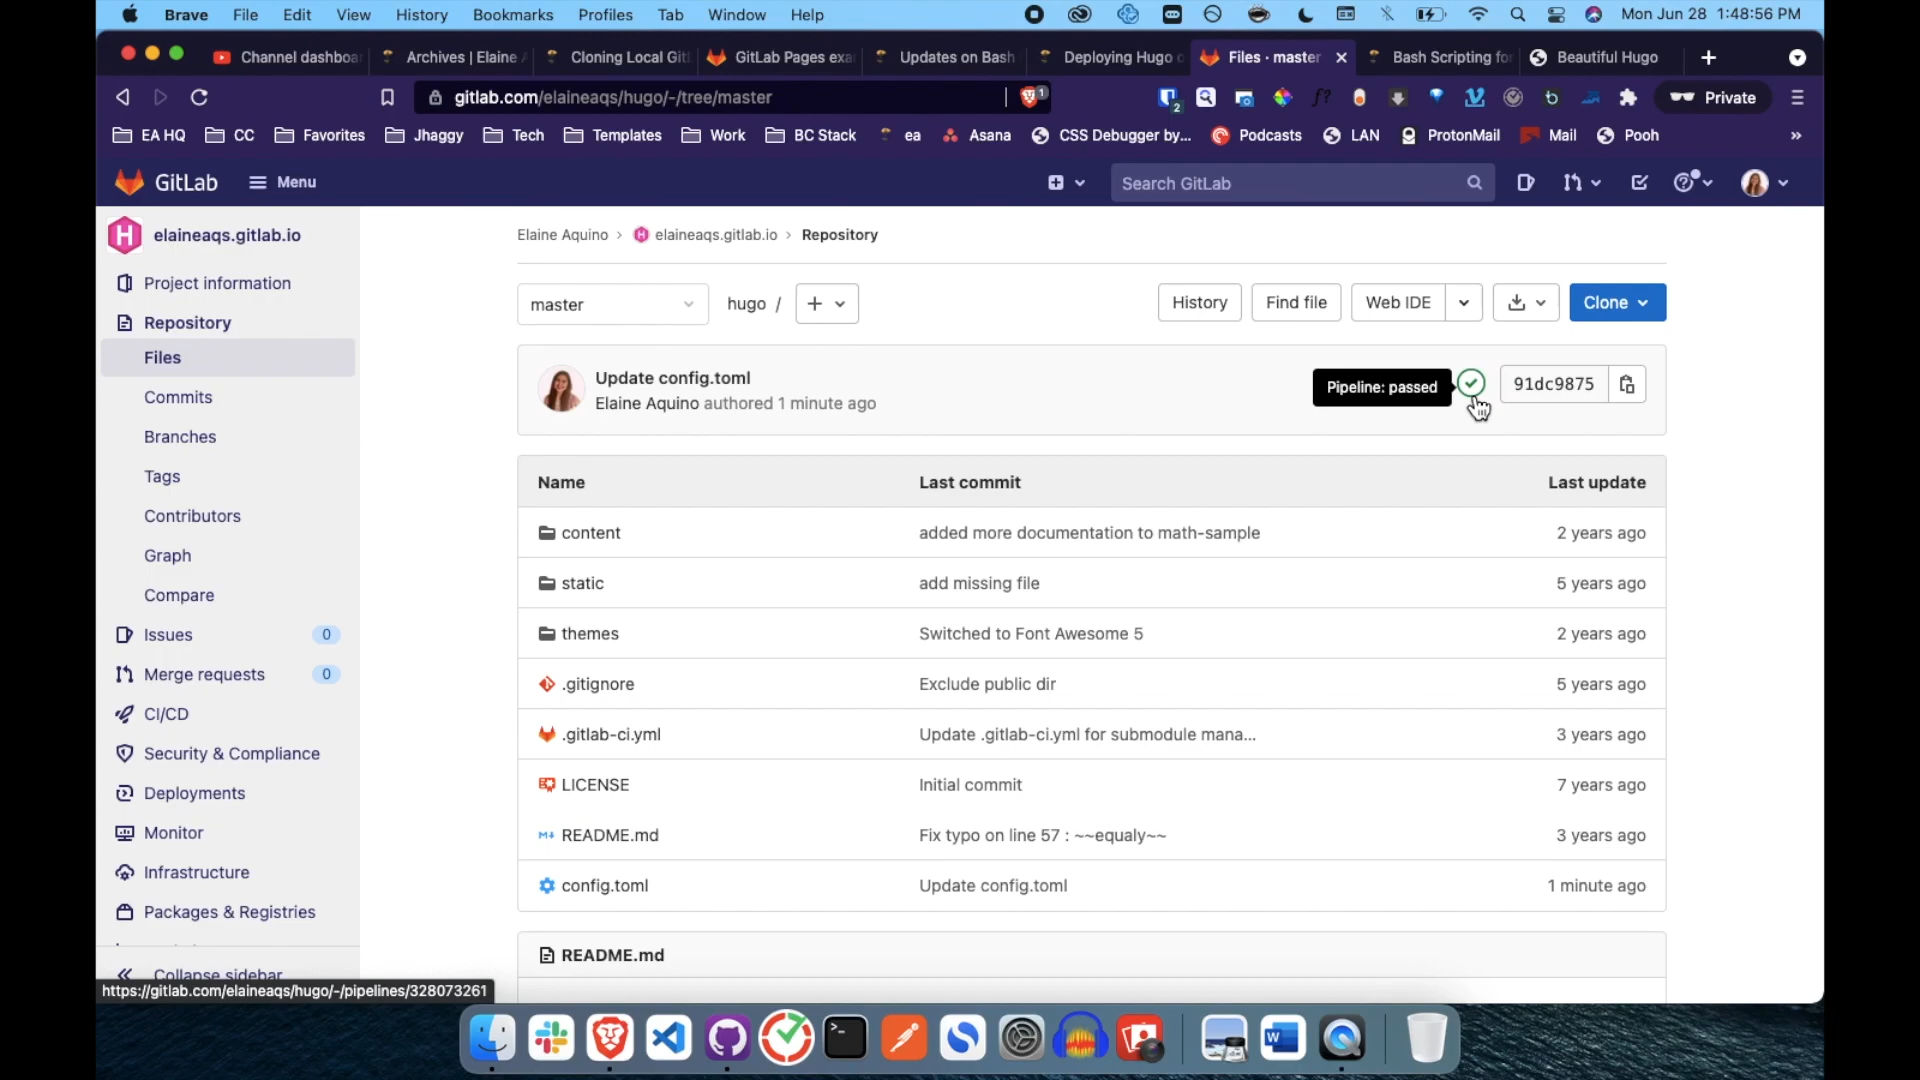 Brave File Edit View History Bookmarks Profiles Tab Window Help Mon Jun 28 1:48:56 PM
Channel dashboar Archives | Elaine A Cloning Local Git GitLab Pages exa Updates on Bash Deploying Hugo o Files · master Bash Scripting for Beautiful Hugo
gitlab.com/elaineaqs/hugo/-/tree/master 1 2 f? Private
EA HQ CC Favorites Jhaggy Tech Templates Work BC Stack ea Asana CSS Debugger by... Podcasts LAN ProtonMail Mail Pooh »
GitLab Menu Search GitLab
H elaineaqs.gitlab.io
Elaine Aquino › H elaineaqs.gitlab.io › Repository
Project information
master hugo / + History Find file Web IDE Clone
Repository
Files
Update config.toml
Elaine Aquino authored 1 minute ago
Pipeline: passed 91dc9875
Commits
Branches
Tags
Contributors
Graph
Compare
Issues 0
Merge requests 0
CI/CD
Security & Compliance
Deployments
Monitor
Infrastructure
Packages & Registries
Collapse sidebar
https://gitlab.com/elaineaqs/hugo/-/pipelines/328073261
Name Last commit Last update
content added more documentation to math-sample 2 years ago
static add missing file 5 years ago
themes Switched to Font Awesome 5 2 years ago
.gitignore Exclude public dir 5 years ago
.gitlab-ci.yml Update .gitlab-ci.yml for submodule mana... 3 years ago
LICENSE Initial commit 7 years ago
README.md Fix typo on line 57 : ~~equaly~~ 3 years ago
config.toml Update config.toml 1 minute ago
README.md